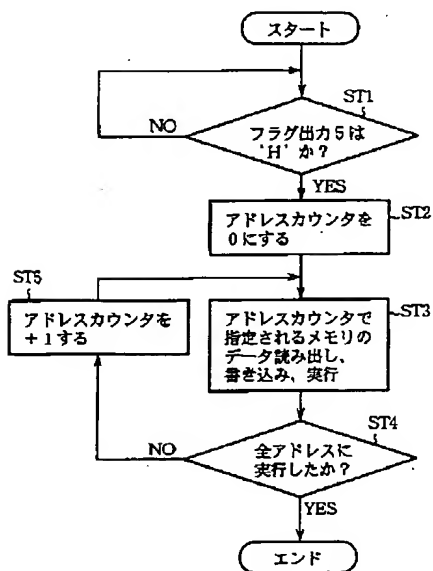 スタート
ST1
NO
フラグ出力5は
'H'か?
YES
アドレスカウンタを
0にする
ST2
ST5
アドレスカウンタを
+1する
アドレスカウンタで
指定されるメモリの
データ読み出し、
書き込み、実行
ST3
ST4
NO
全アドレスに
実行したか?
YES
エンド